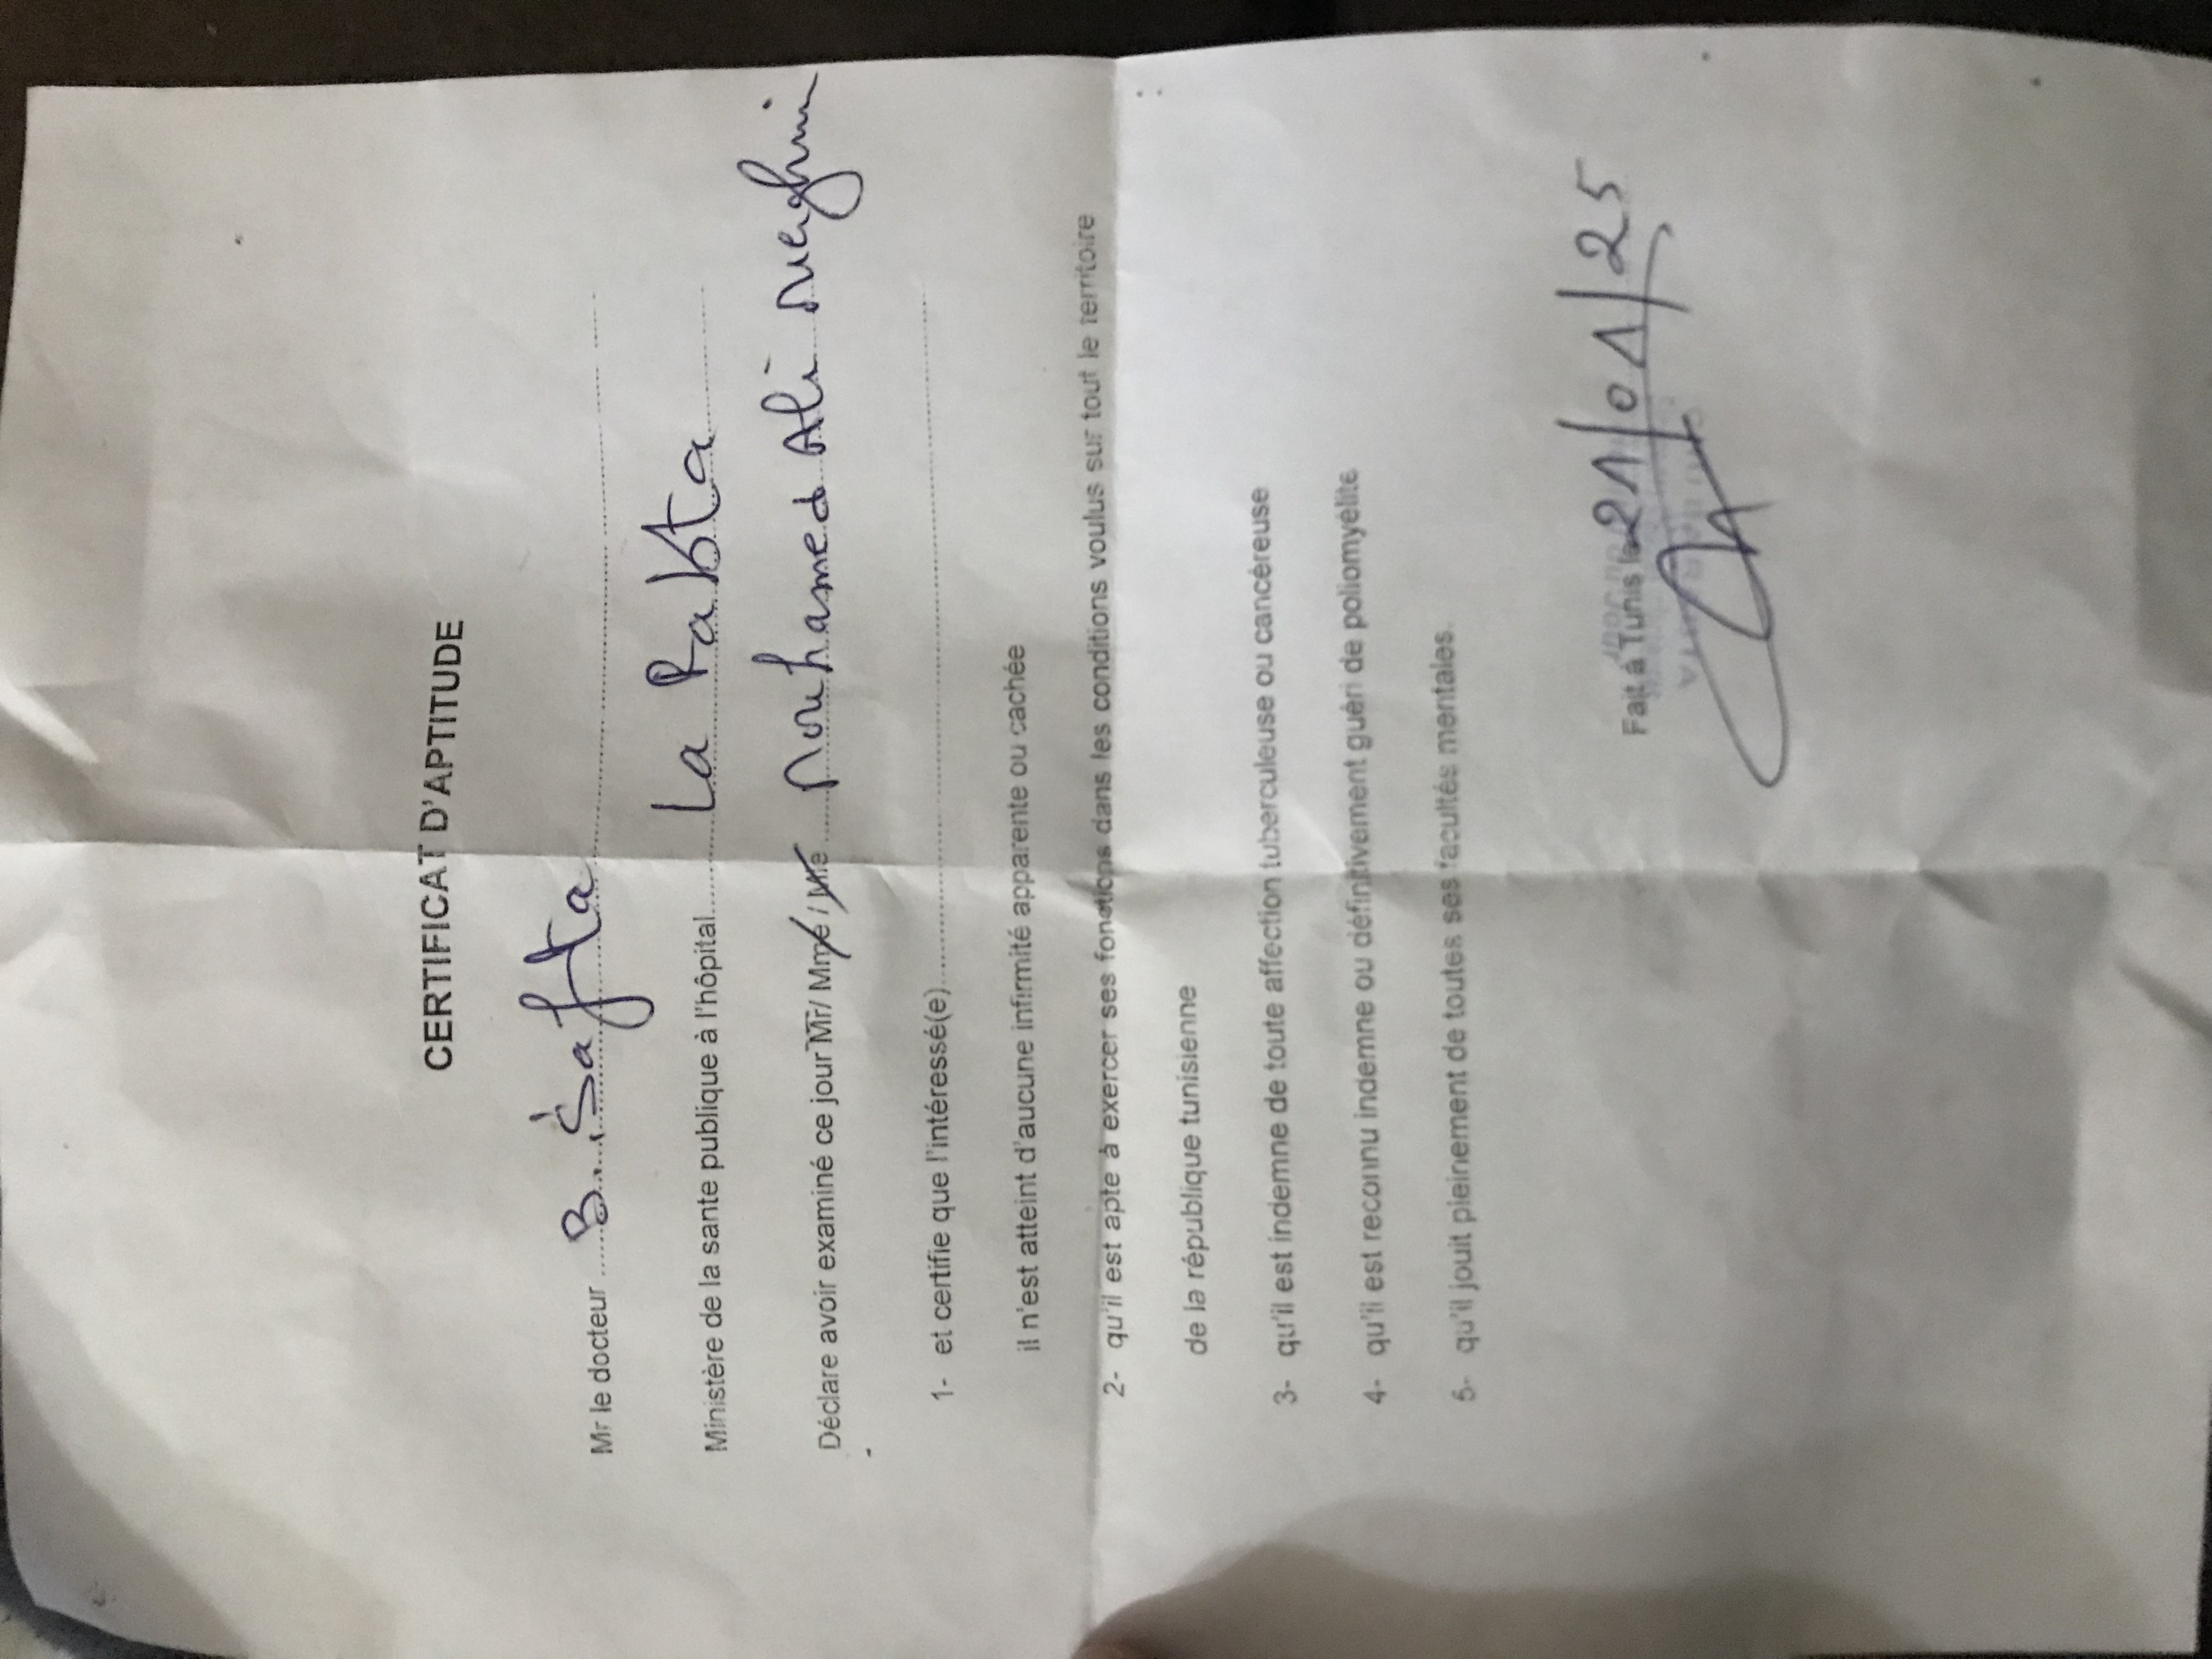 CERTIFICAT D'APTITUDE
Mr le docteur ........ B. Safta ........
Ministère de la sante publique à l'hôpital........ La Rabta ........
Déclare avoir examiné ce jour Mr/ Mme / Mlle ........ Mouhamed Ali
1- et certifie que l'intéressé(e)........
il n'est atteint d'aucune infirmité apparente ou cachée
2- qu'il est apte à exercer ses fonctions dans les conditions voulus sur tout le territoire
de la république tunisienne
3- qu'il est indemne de toute affection tuberculeuse ou cancéreuse
4- qu'il est reconnu indemne ou définitivement guéri de poliomyélite
5- qu'il jouit pleinement de toutes ses facultés mentales.
Fait à Tunis le 21/01/25